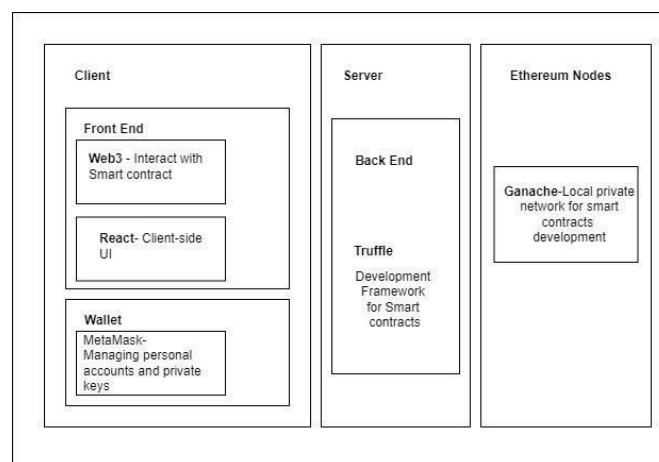 Client
Front End
Web3 - Interact with
Smart contract
React- Client-side
UI
Wallet
MetaMask-
Managing personal
accounts and private
keys
Server
Back End
Truffle
Development
Framework
for Smart
contracts
Ethereum Nodes
Ganache-Local private
network for smart
contracts
development